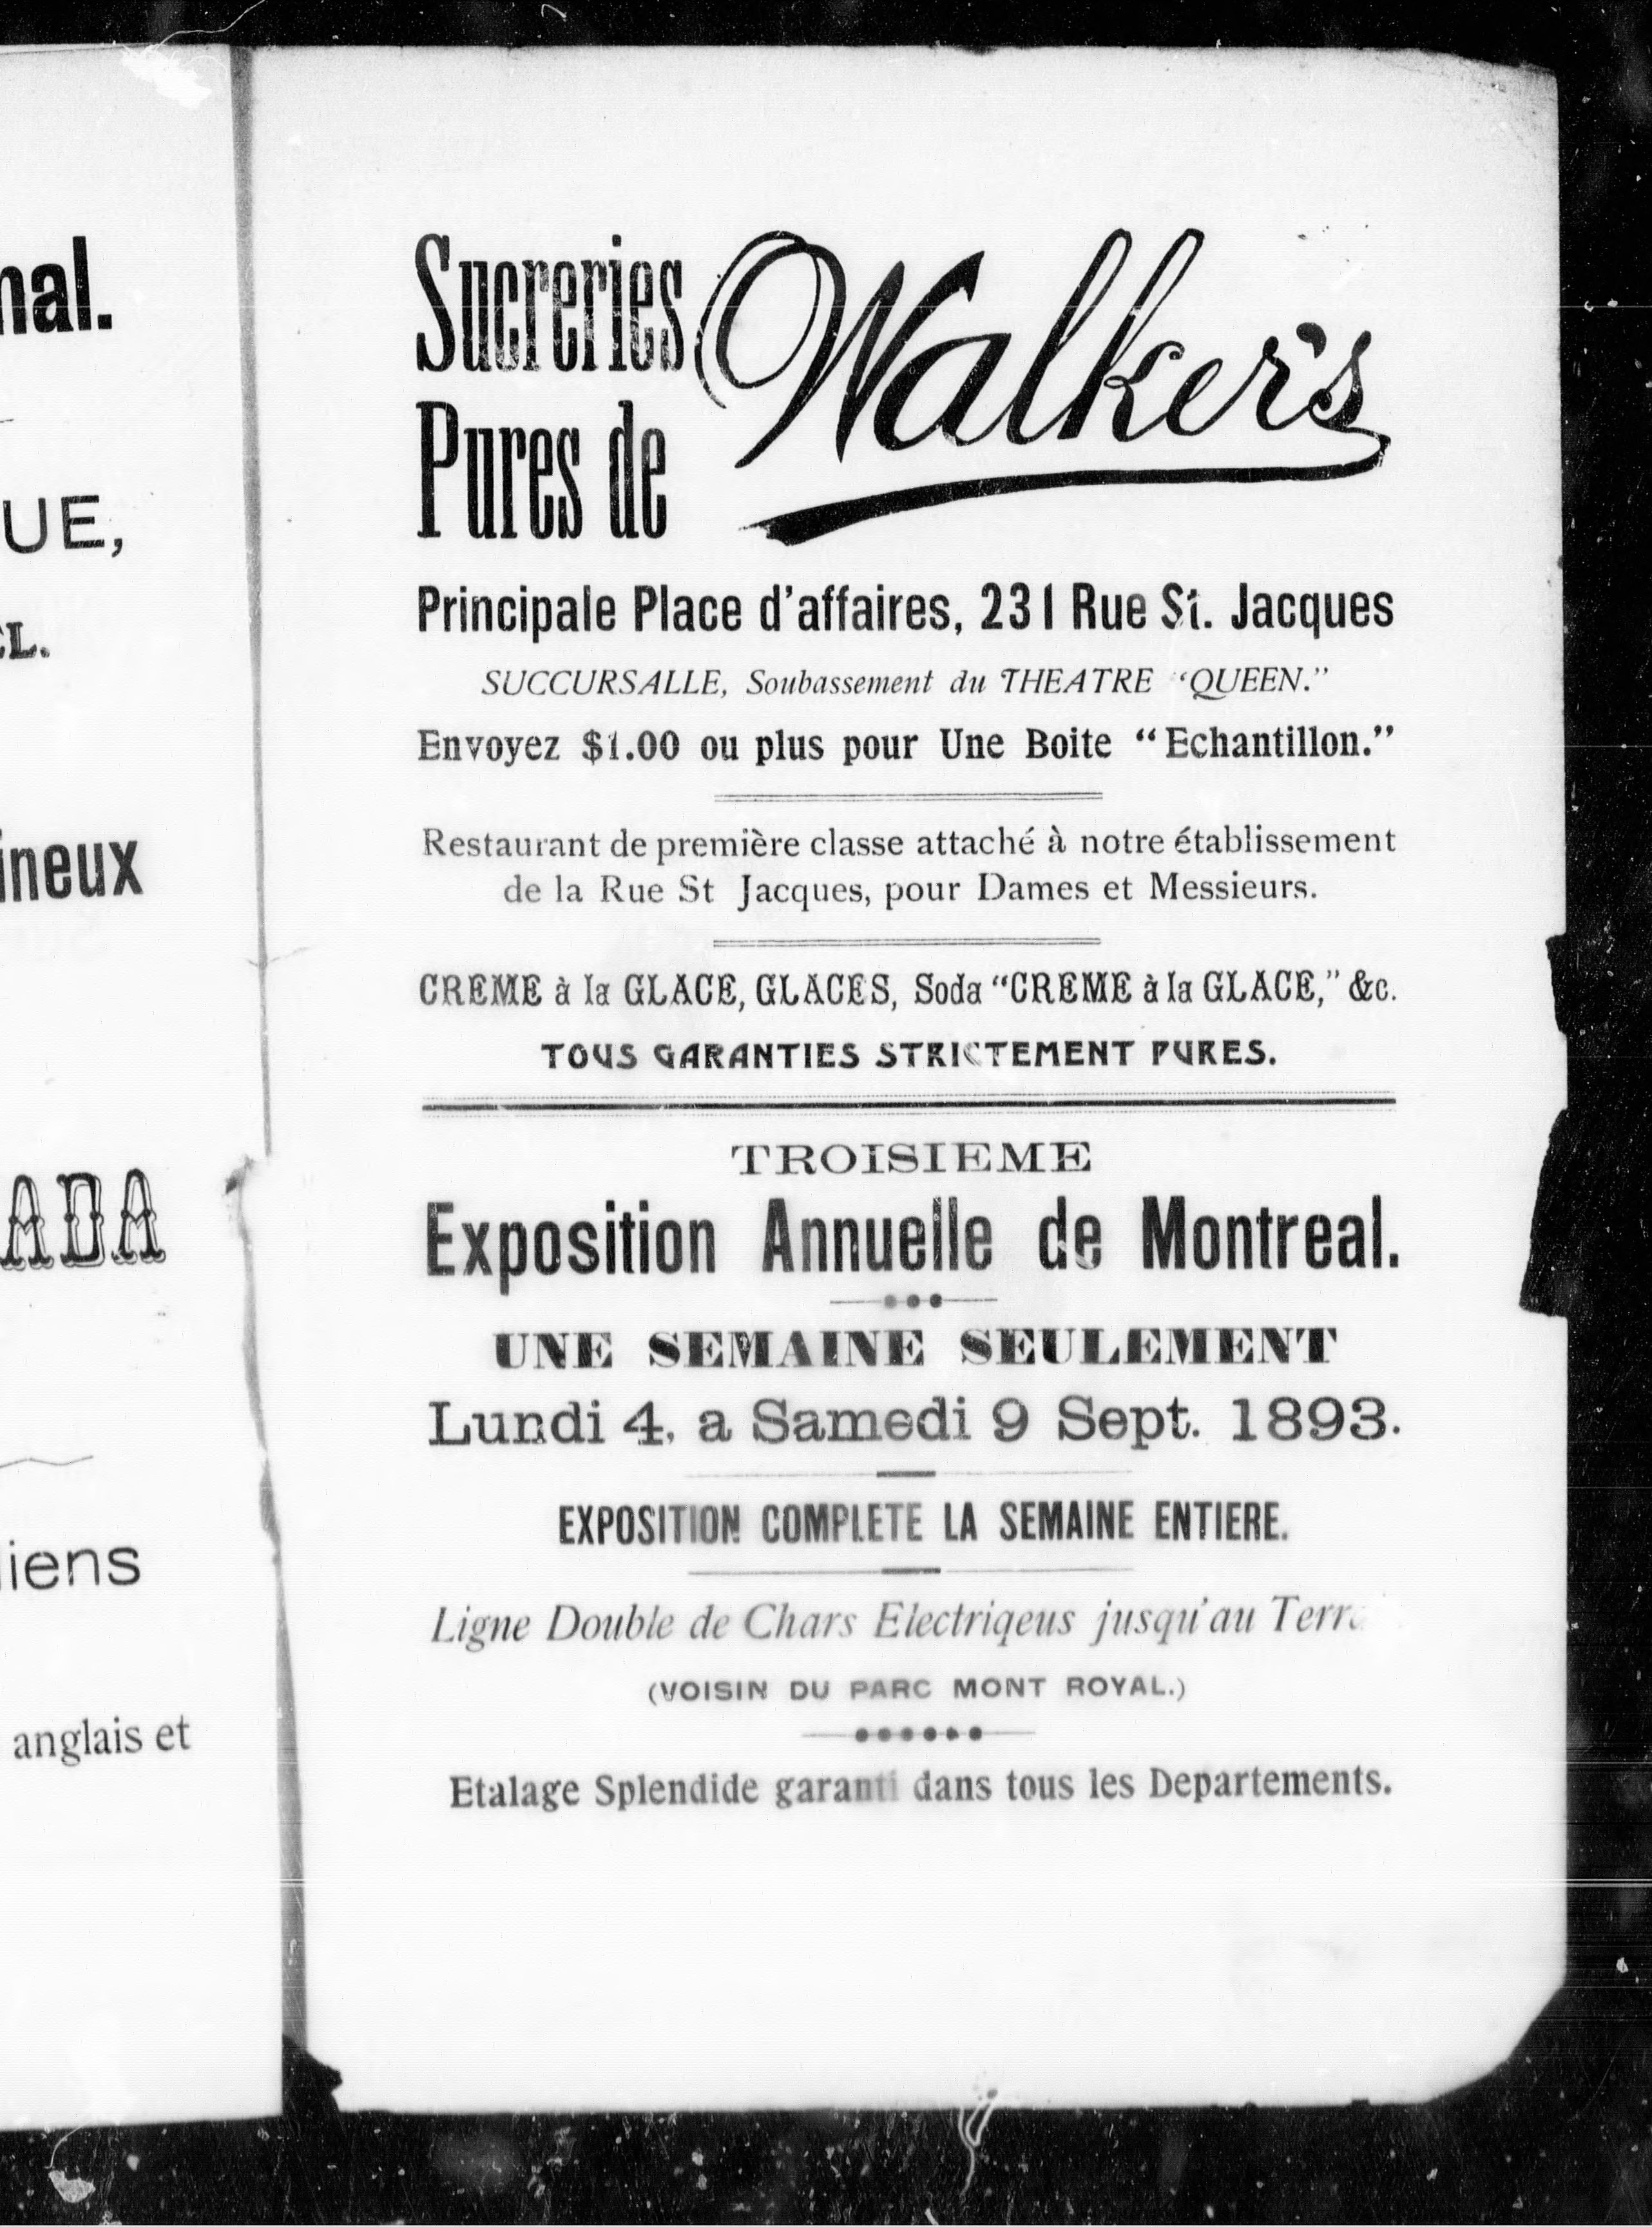 nal.
UE,
L.
ineux
ADA
iens
anglais et
Sucreries
Pures de
Walker's
Principale Place d'affaires, 231 Rue St. Jacques
SUCCURSALLE, Soubassement du THEATRE "QUEEN."
Envoyez $1.00 ou plus pour Une Boite "Echantillon."
Restaurant de première classe attaché à notre établissement
de la Rue St Jacques, pour Dames et Messieurs.
CREME à la GLACE, GLACES, Soda "CREME à la GLACE," &c.
TOUS GARANTIES STRICTEMENT PURES.
TROISIEME
Exposition Annuelle de Montreal.
UNE SEMAINE SEULEMENT
Lundi 4, a Samedi 9 Sept. 1893.
EXPOSITION COMPLETE LA SEMAINE ENTIERE.
Ligne Double de Chars Electriqeus jusqu'au Terr
(VOISIN DU PARC MONT ROYAL.)
Etalage Splendide garanti dans tous les Departements.